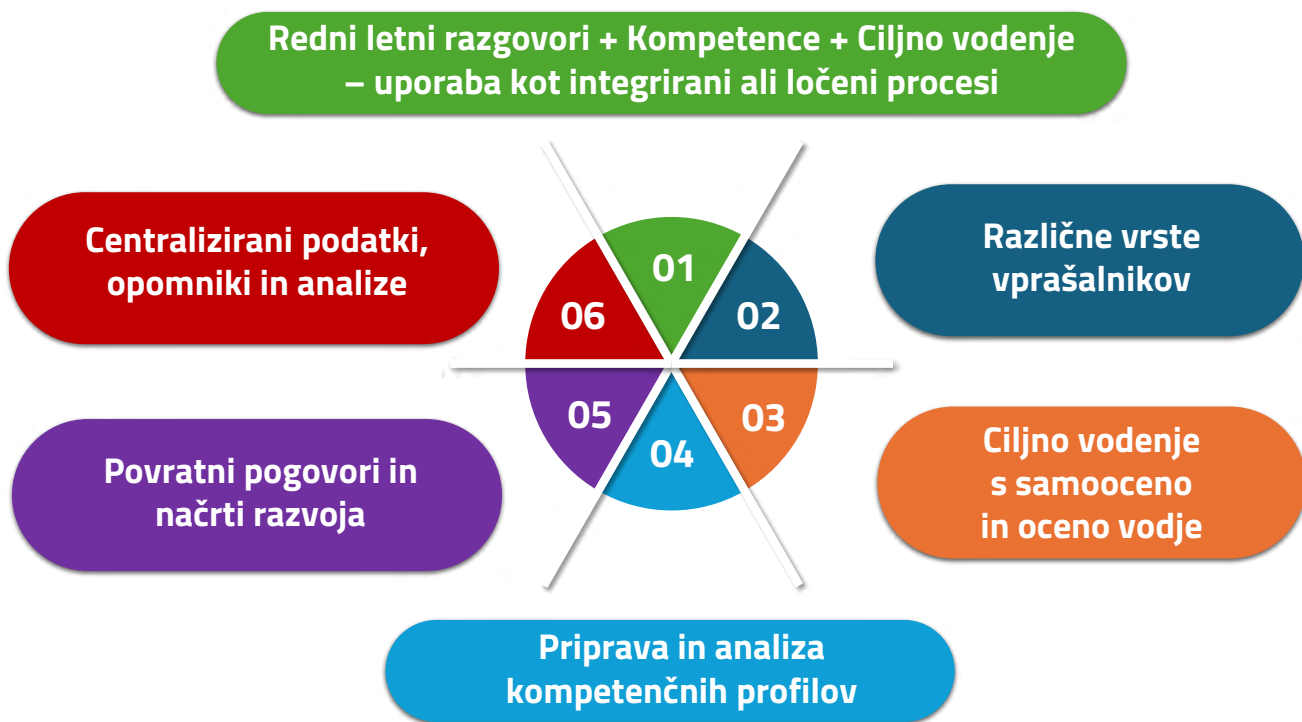 Redni letni razgovori + Kompetence + Ciljno vodenje
– uporaba kot integrirani ali ločeni procesi
01
02
03
04
05
06
Različne vrste
vprašalnikov
Ciljno vodenje
s samooceno
in oceno vodje
Priprava in analiza
kompetenčnih profilov
Povratni pogovori in
načrti razvoja
Centralizirani podatki,
opomniki in analize